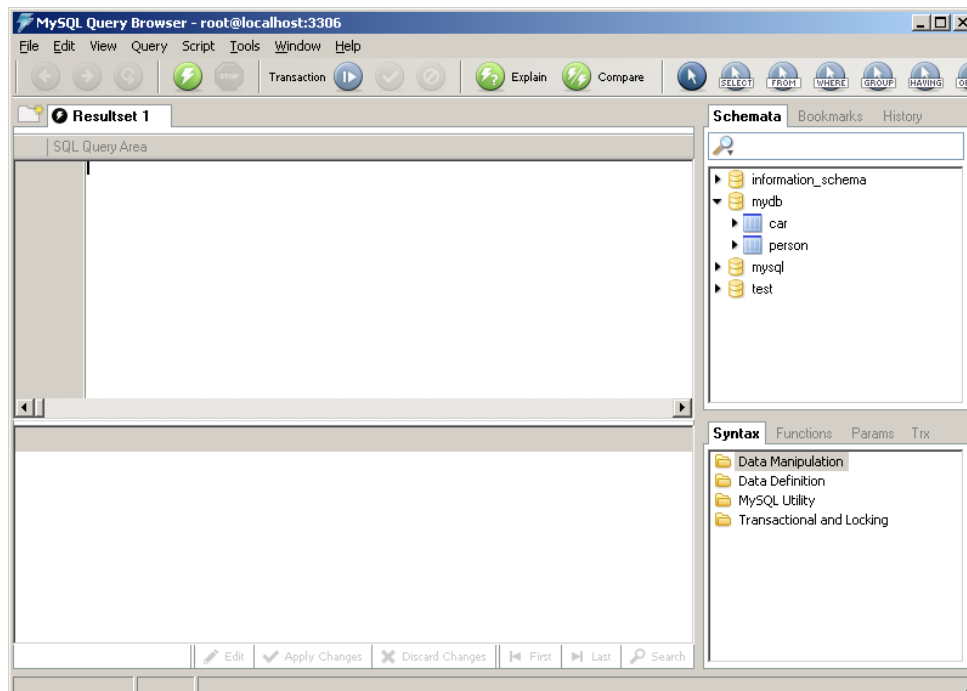 MySQL Query Browser - root@localhost:3306
File Edit View Query Script Tools Window Help
STOP Transaction Explain Compare SELECT FROM WHERE GROUP HAVING
Resultset 1
SQL Query Area
Schemata Bookmarks History
information_schema
mydb
car
person
mysql
test
Syntax Functions Params Trx
Data Manipulation
Data Definition
MySQL Utility
Transactional and Locking
Edit Apply Changes Discard Changes First Last Search